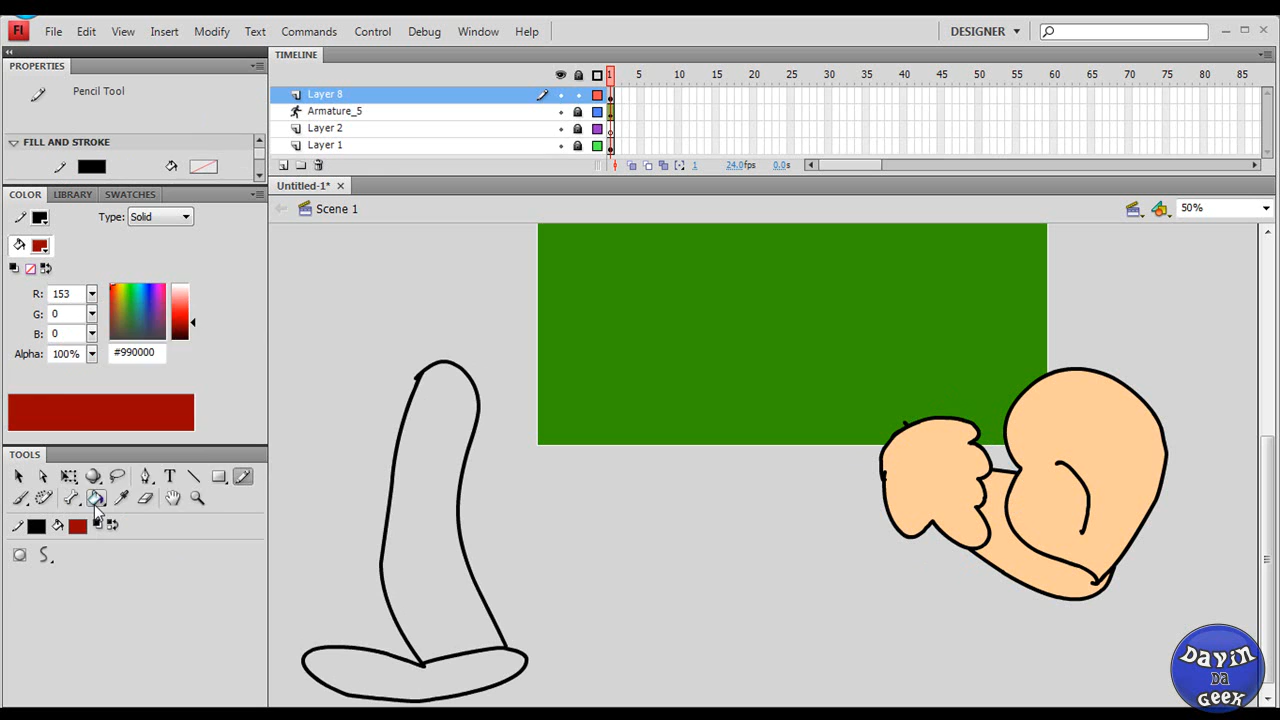 Fl File Edit View Insert Modify Text Commands Control Debug Window Help DESIGNER
PROPERTIES
Pencil Tool
FILL AND STROKE
COLOR LIBRARY SWATCHES
Type: Solid
R: 153
G: 0
B: 0
Alpha: 100% #990000
TOOLS
TIMELINE
1 5 10 15 20 25 30 35 40 45 50 55 60 65 70 75 80 85
Layer 8
Armature_5
Layer 2
Layer 1
1 24.0fps 0.0s
Untitled-1*
Scene 1 50%
Dayin
Da
Geek